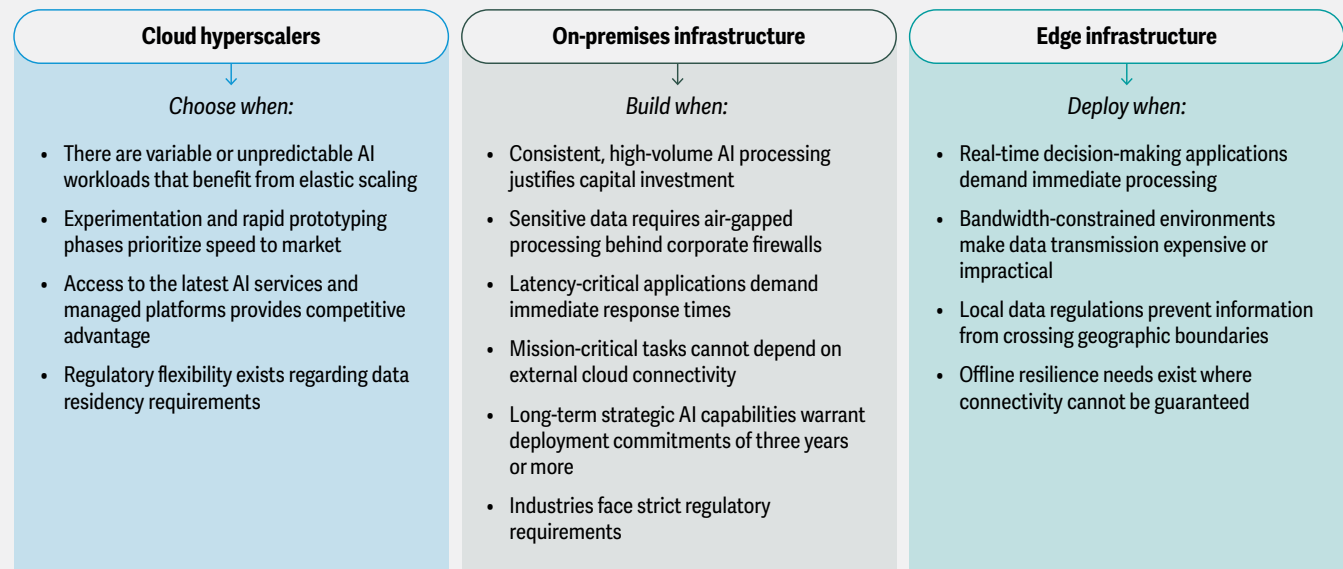 Cloud hyperscalers
Choose when:
• There are variable or unpredictable AI
workloads that benefit from elastic scaling
• Experimentation and rapid prototyping
phases prioritize speed to market
• Access to the latest AI services and
managed platforms provides competitive
advantage
• Regulatory flexibility exists regarding data
residency requirements
On-premises infrastructure
Build when:
• Consistent, high-volume AI processing
justifies capital investment
• Sensitive data requires air-gapped
processing behind corporate firewalls
• Latency-critical applications demand
immediate response times
• Mission-critical tasks cannot depend on
external cloud connectivity
• Long-term strategic AI capabilities warrant
deployment commitments of three years
or more
• Industries face strict regulatory
requirements
Edge infrastructure
Deploy when:
• Real-time decision-making applications
demand immediate processing
• Bandwidth-constrained environments
make data transmission expensive or
impractical
• Local data regulations prevent information
from crossing geographic boundaries
• Offline resilience needs exist where
connectivity cannot be guaranteed